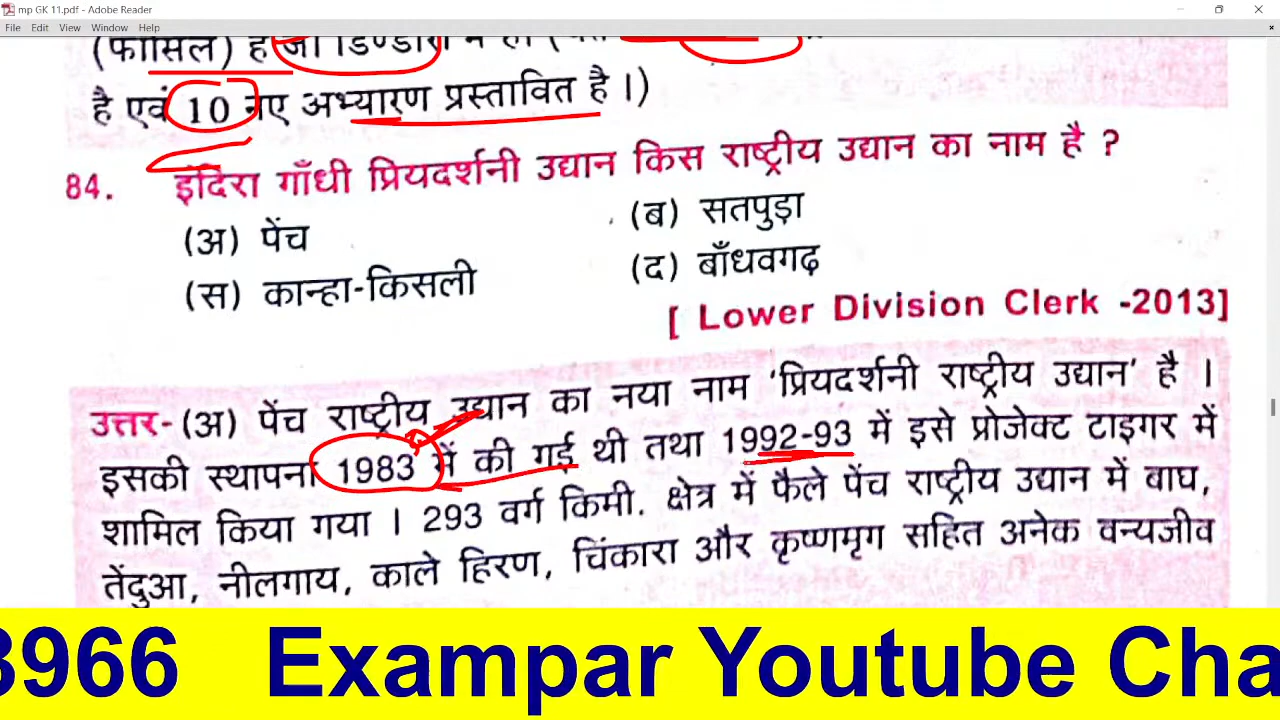 mp GK 11.pdf - Adobe Reader
File Edit View Window Help
(फॉसिल) है जो डिण्डोरी में है।
है एवं 10 नए अभ्यारण प्रस्तावित है ।)
84. इंदिरा गाँधी प्रियदर्शनी उद्यान किस राष्ट्रीय उद्यान का नाम है ?
(अ) पेंच (ब) सतपुड़ा
(स) कान्हा-किसली (द) बाँधवगढ़
[ Lower Division Clerk -2013]
उत्तर- (अ) पेंच राष्ट्रीय उद्यान का नया नाम 'प्रियदर्शनी राष्ट्रीय उद्यान' है ।
इसकी स्थापना 1983 में की गई थी तथा 1992-93 में इसे प्रोजेक्ट टाइगर में
शामिल किया गया । 293 वर्ग किमी. क्षेत्र में फैले पेंच राष्ट्रीय उद्यान में बाघ,
तेंदुआ, नीलगाय, काले हिरण, चिंकारा और कृष्णमृग सहित अनेक वन्यजीव
3966 Exampar Youtube Cha